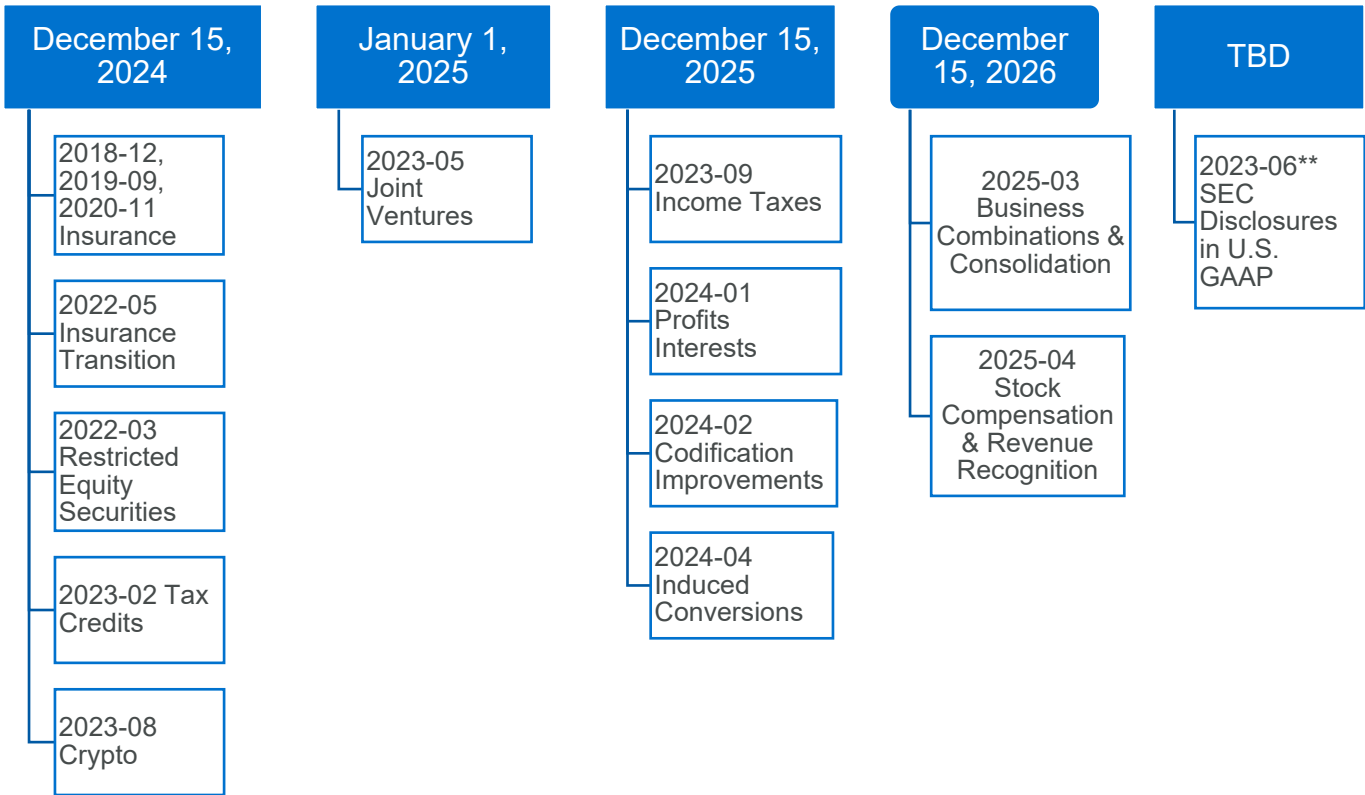 December 15,
2024
2018-12,
2019-09,
2020-11
Insurance
2022-05
Insurance
Transition
2022-03
Restricted
Equity
Securities
2023-02 Tax
Credits
2023-08
Crypto
January 1,
2025
2023-05
Joint
Ventures
December 15,
2025
2023-09
Income Taxes
2024-01
Profits
Interests
2024-02
Codification
Improvements
2024-04
Induced
Conversions
December
15, 2026
2025-03
Business
Combinations &
Consolidation
2025-04
Stock
Compensation
& Revenue
Recognition
TBD
2023-06**
SEC
Disclosures
in U.S.
GAAP